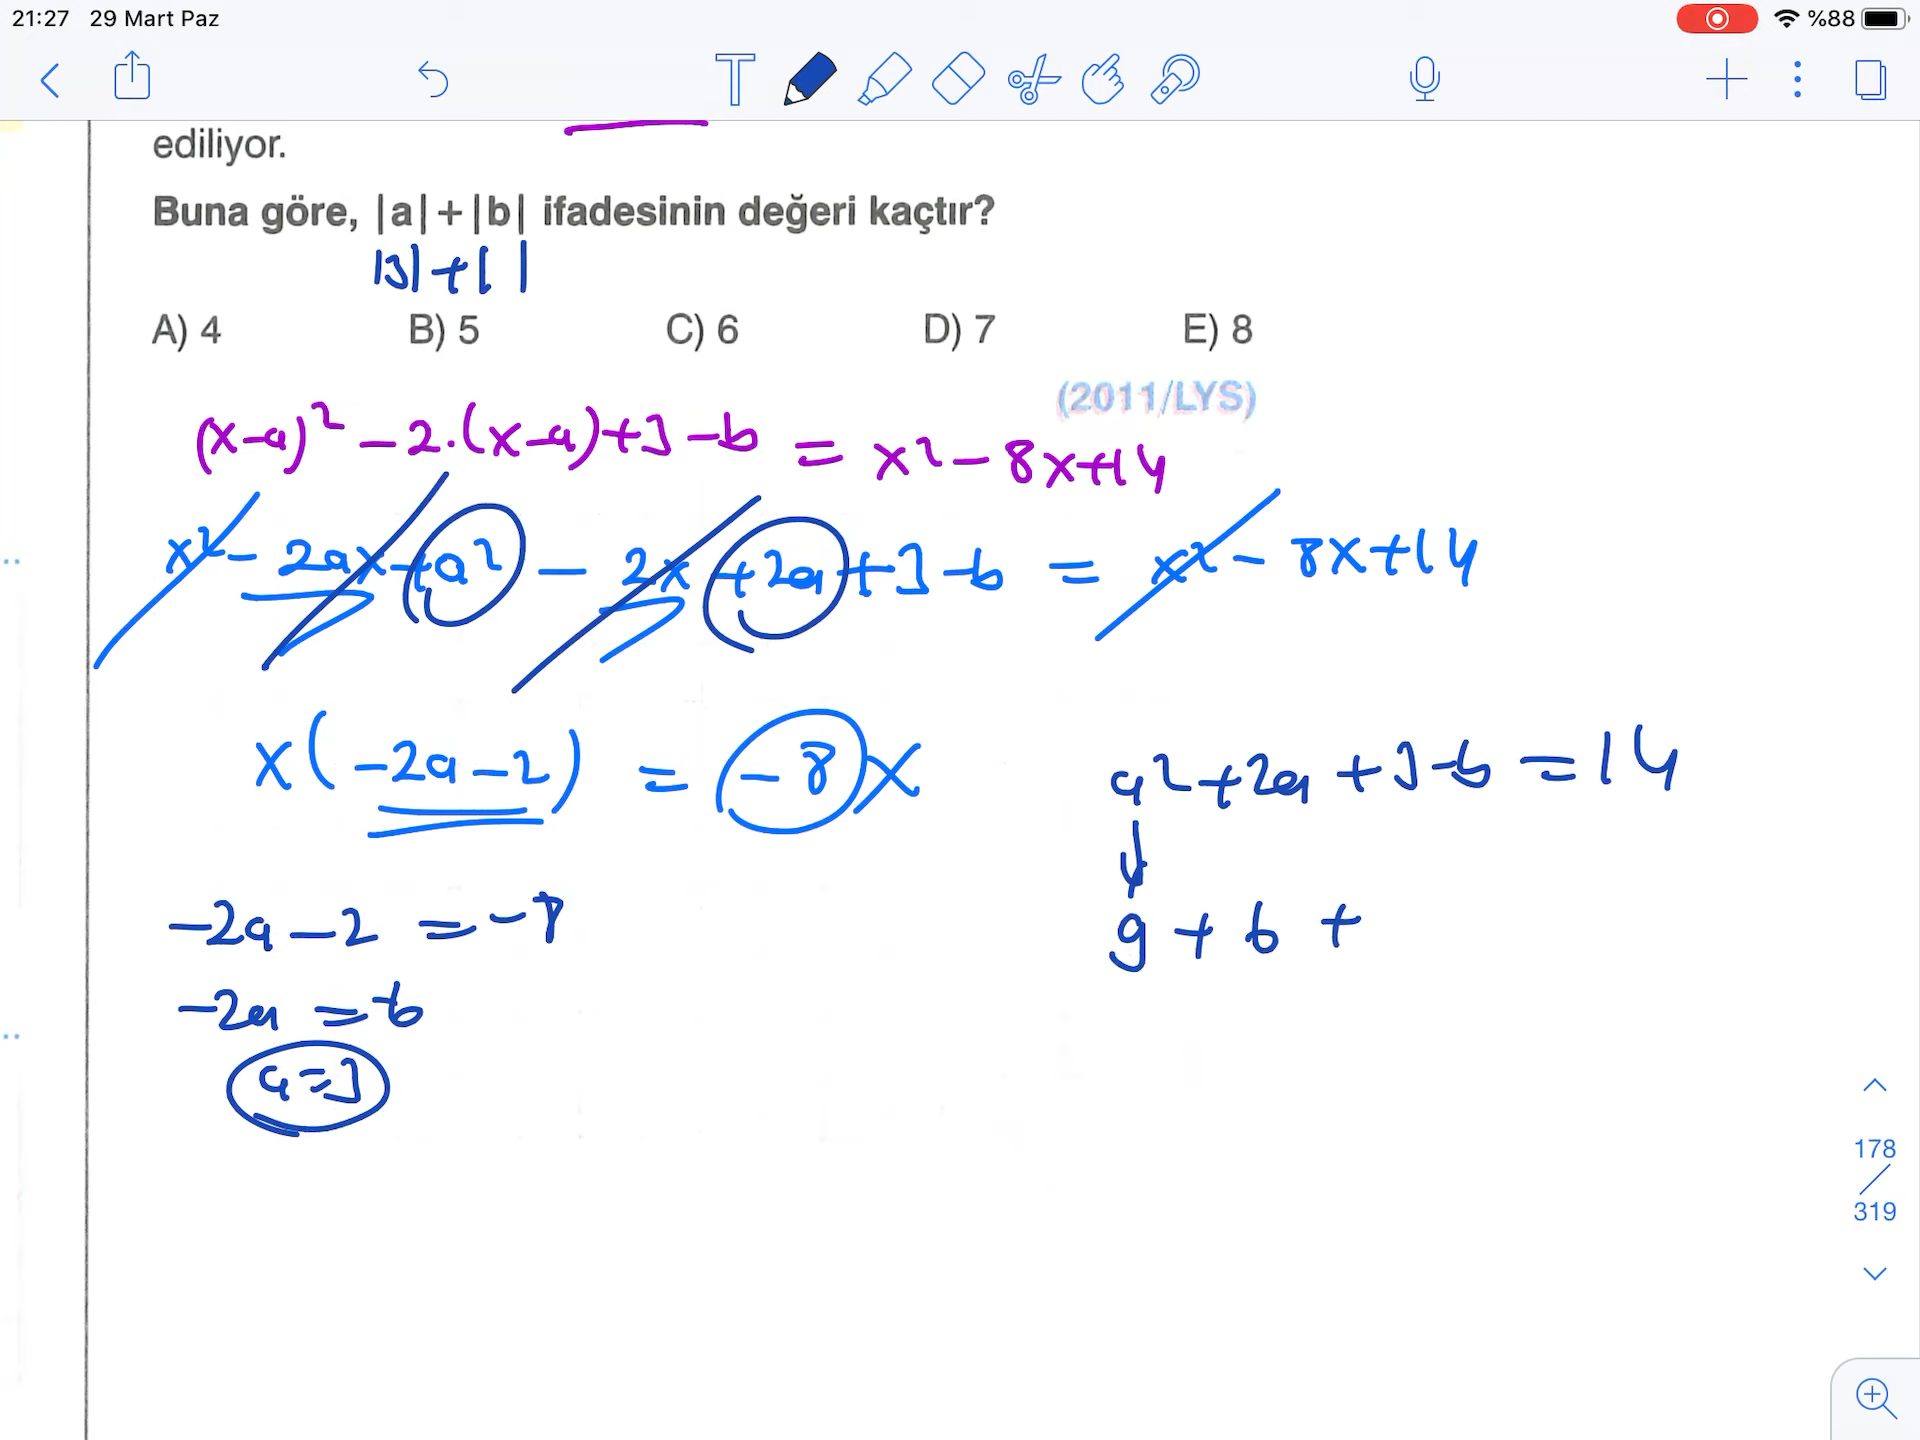 21:27 29 Mart Paz %88
ediliyor.
Buna göre, |a|+|b| ifadesinin değeri kaçtır?
|3|+| |
A) 4 B) 5 C) 6 D) 7 E) 8
(2011/LYS)
(x-a)² -2.(x-a)+3-b = x²-8x+14
x²-2ax+a²-2x+2a+3-b = x²-8x+14
x(-2a-2) = -8x
a²+2a+3-b=14
-2a-2=-8
9+6+
-2a=-6
a=3
178
319